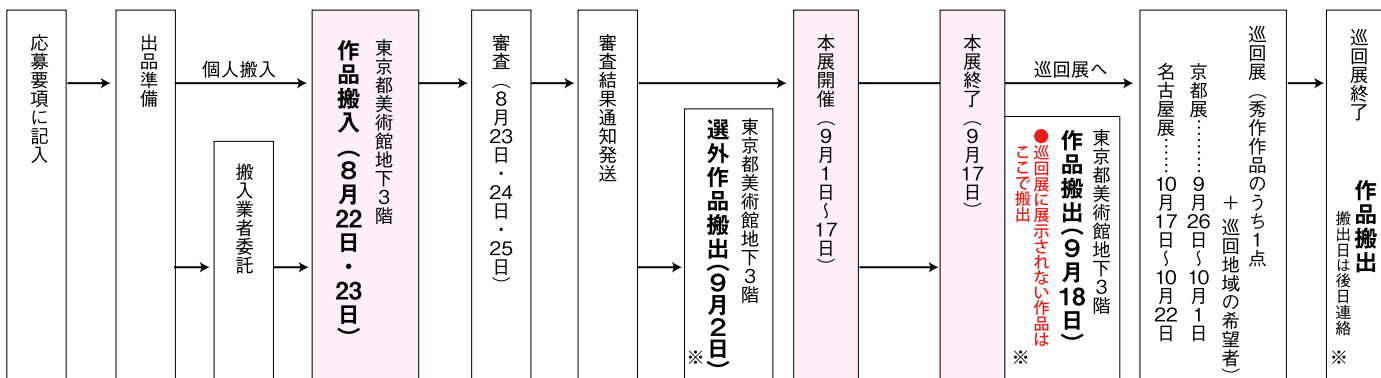 応募要項に記入
出品準備
個人搬入
搬入業者委託
東京都美術館地下3階
作品搬入（8月22日・23日）
審査（8月23日・24日・25日）
審査結果通知発送
東京都美術館地下3階
選外作品搬出（9月2日）
※
本展開催（9月1日～17日）
本展終了（9月17日）
巡回展へ
東京都美術館地下3階
作品搬出（9月18日）
●巡回展に展示されない作品は
ここで搬出
※
巡回展（秀作作品のうち1点
＋巡回地域の希望者）
京都展………9月26日～10月1日
名古屋展……10月17日～10月22日
巡回展終了
作品搬出
搬出日は後日連絡
※